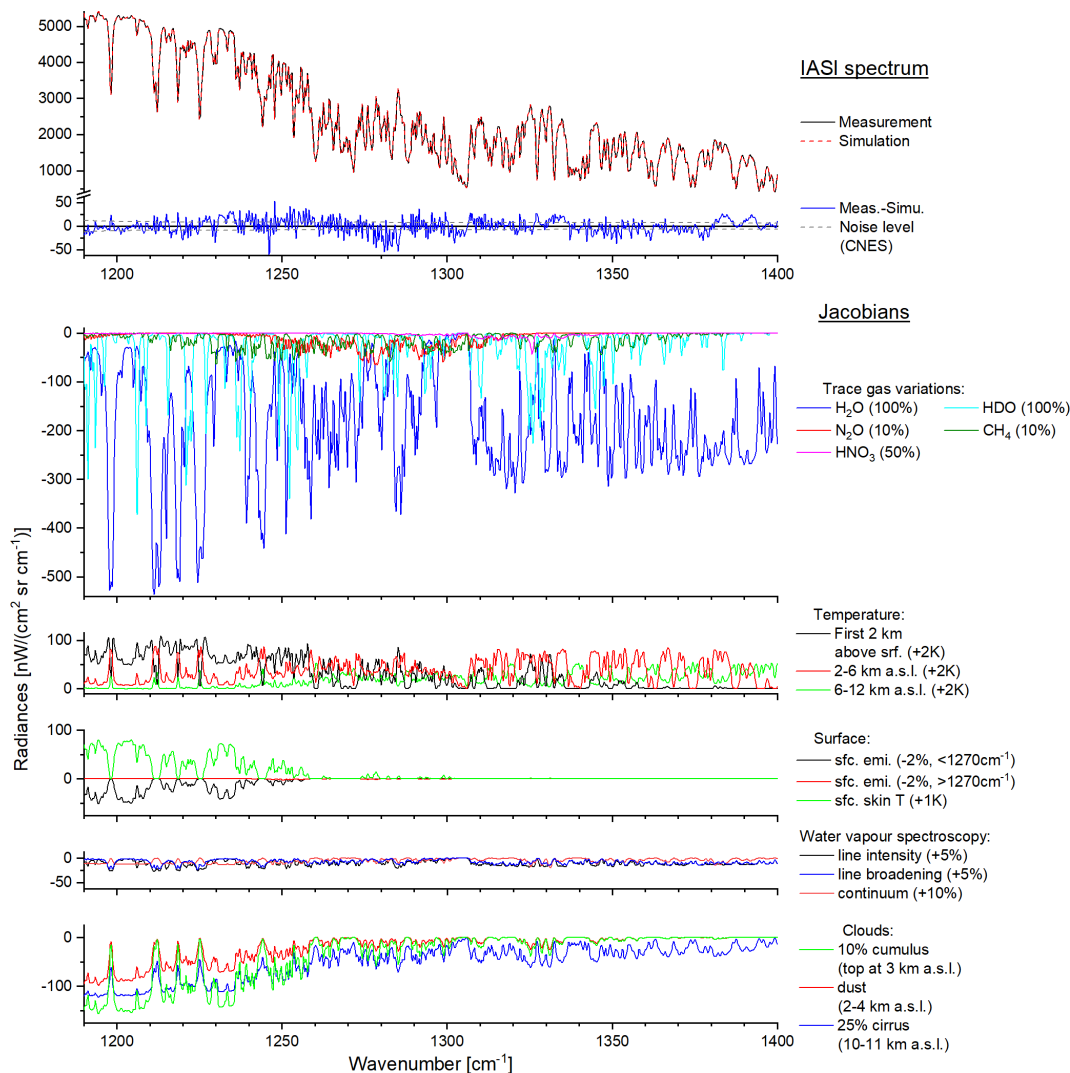 5000
4000
3000
2000
1000
50
0
-50
1200 1250 1300 1350 1400
IASI spectrum
Measurement
Simulation
Meas.-Simu.
Noise level
(CNES)
Jacobians
0
-100
-200
-300
-400
-500
Trace gas variations:
H₂O (100%) HDO (100%)
N₂O (10%) CH₄ (10%)
HNO₃ (50%)
Radiances [nW/(cm² sr cm⁻¹)]
100
0
Temperature:
First 2 km
above srf. (+2K)
2-6 km a.s.l. (+2K)
6-12 km a.s.l. (+2K)
100
0
Surface:
sfc. emi. (-2%, <1270cm⁻¹)
sfc. emi. (-2%, >1270cm⁻¹)
sfc. skin T (+1K)
0
-50
Water vapour spectroscopy:
line intensity (+5%)
line broadening (+5%)
continuum (+10%)
0
-100
Clouds:
10% cumulus
(top at 3 km a.s.l.)
dust
(2-4 km a.s.l.)
25% cirrus
(10-11 km a.s.l.)
1200 1250 1300 1350 1400
Wavenumber [cm⁻¹]